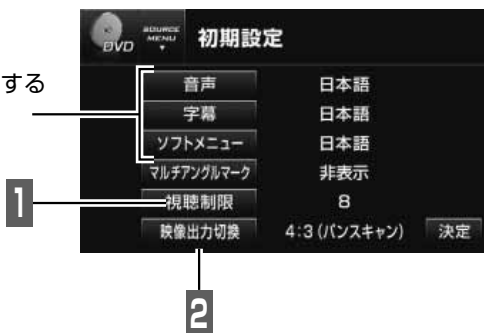 DVD
SOURCE
MENU
初期設定
する
音声 日本語
字幕 日本語
ソフトメニュー 日本語
マルチアングルマーク 非表示
1
視聴制限 8
映像出力切換 4:3(パンスキャン) 決定
2